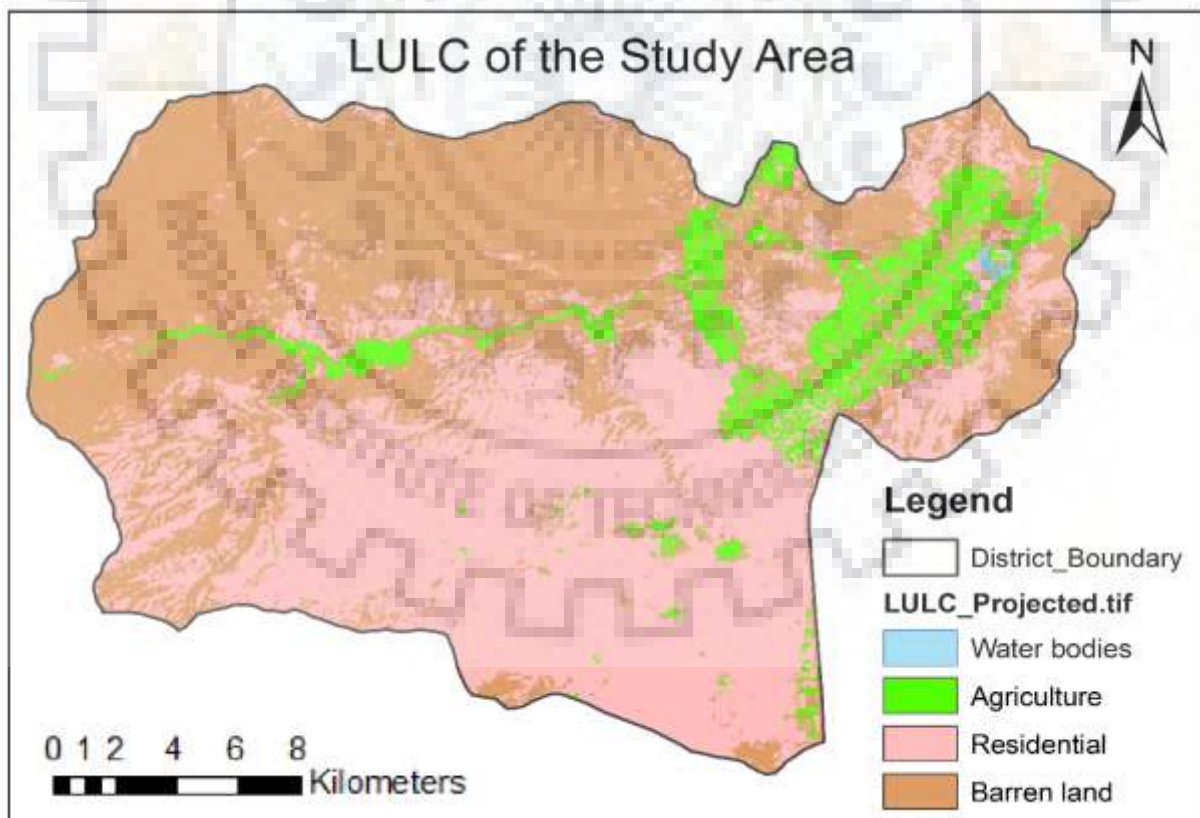 LULC of the Study Area
N
Legend
District_Boundary
LULC_Projected.tif
Water bodies
Agriculture
Residential
Barren land
0 1 2 4 6 8
Kilometers